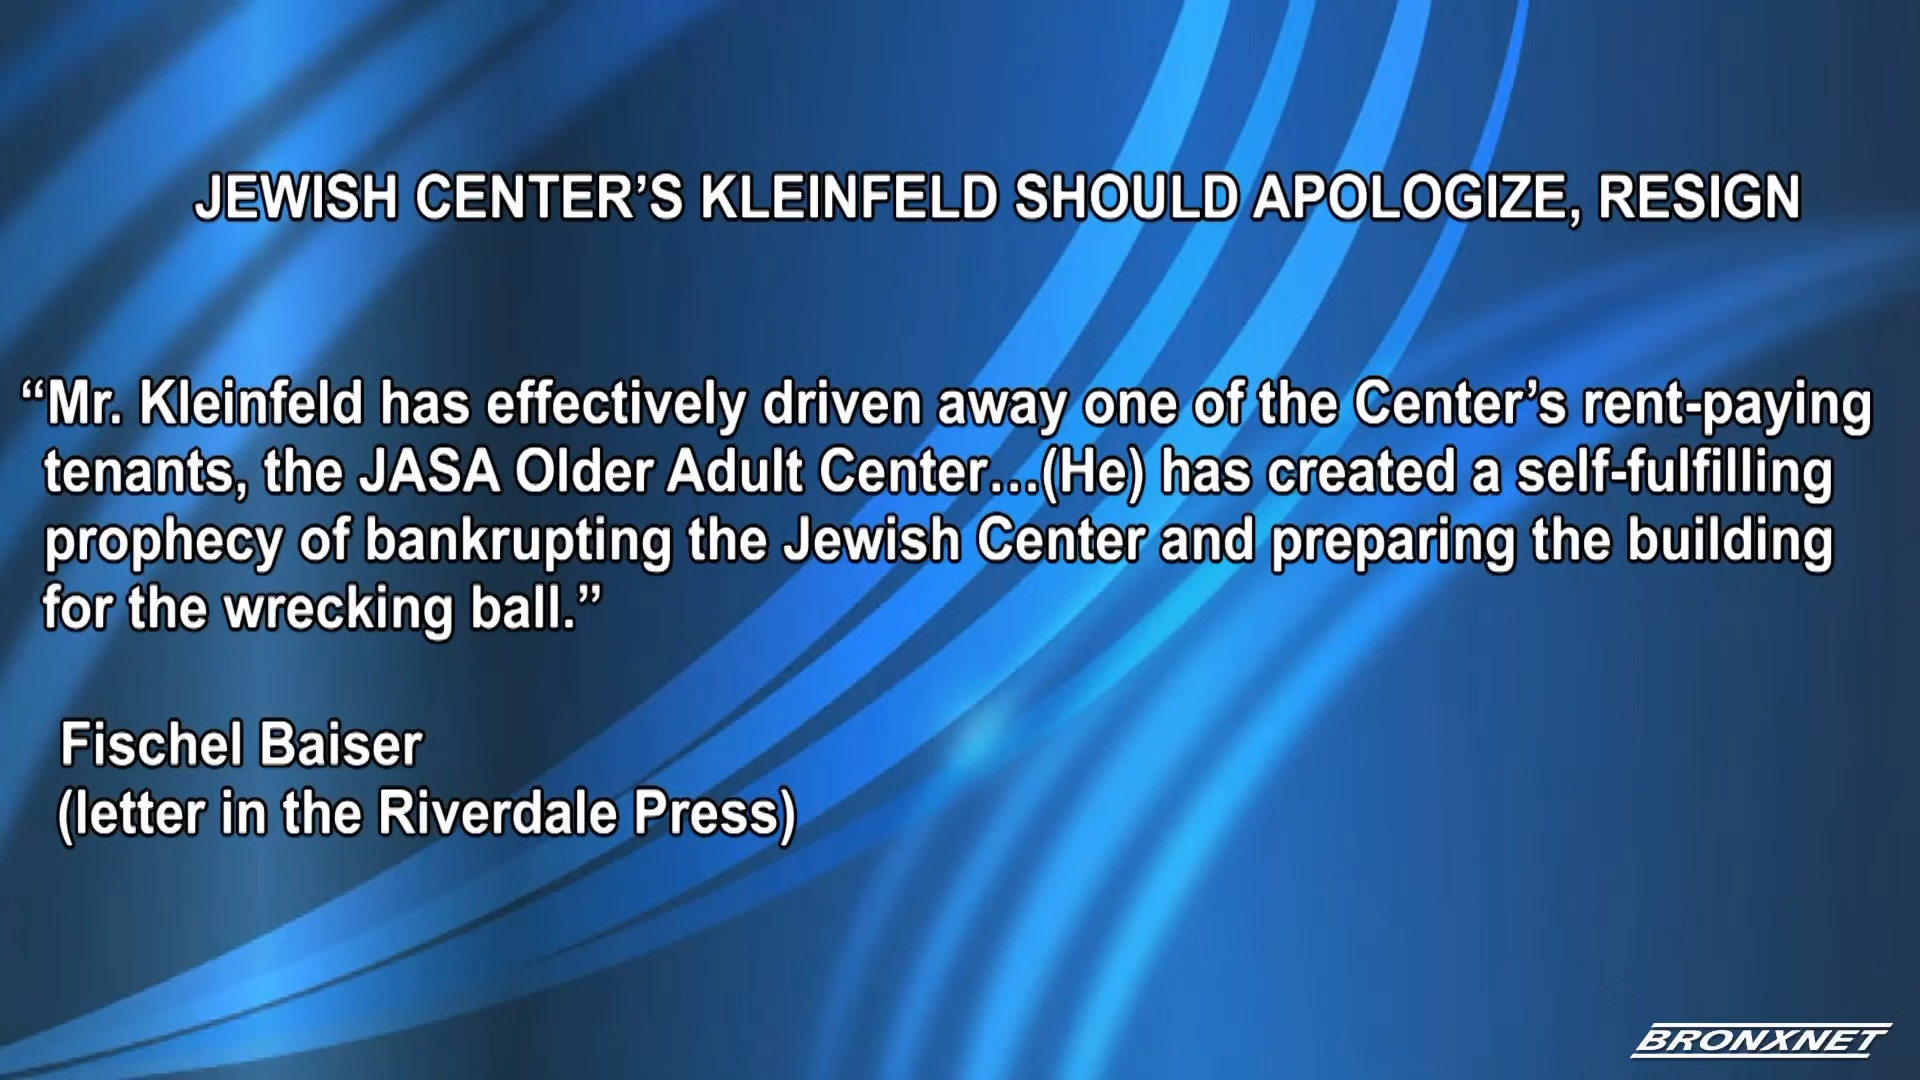 JEWISH CENTER’S KLEINFELD SHOULD APOLOGIZE, RESIGN
“Mr. Kleinfeld has effectively driven away one of the Center’s rent-paying
tenants, the JASA Older Adult Center…(He) has created a self-fulfilling
prophecy of bankrupting the Jewish Center and preparing the building
for the wrecking ball.”
Fischel Baiser
(letter in the Riverdale Press)
BRONXNET